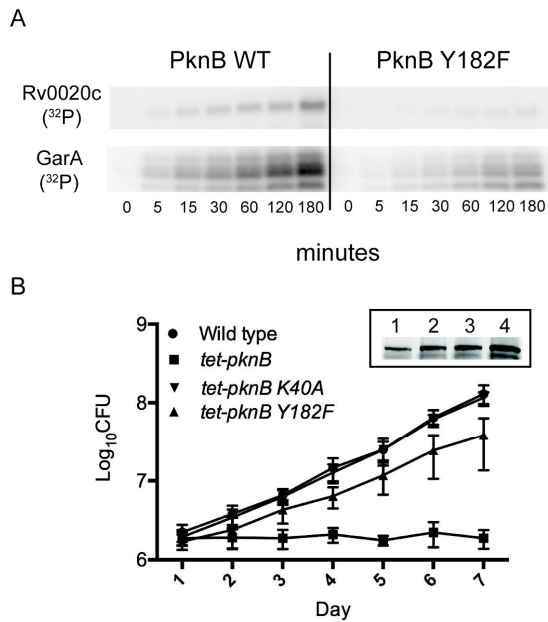 A
PknB WT PknB Y182F
Rv0020c
(32P)
GarA
(32P)
0 5 15 30 60 120 180 0 5 15 30 60 120 180
minutes
B
9
8
7
6
Log10CFU
Wild type
tet-pknB
tet-pknB K40A
tet-pknB Y182F
1 2 3 4
1 2 3 4 5 6 7
Day